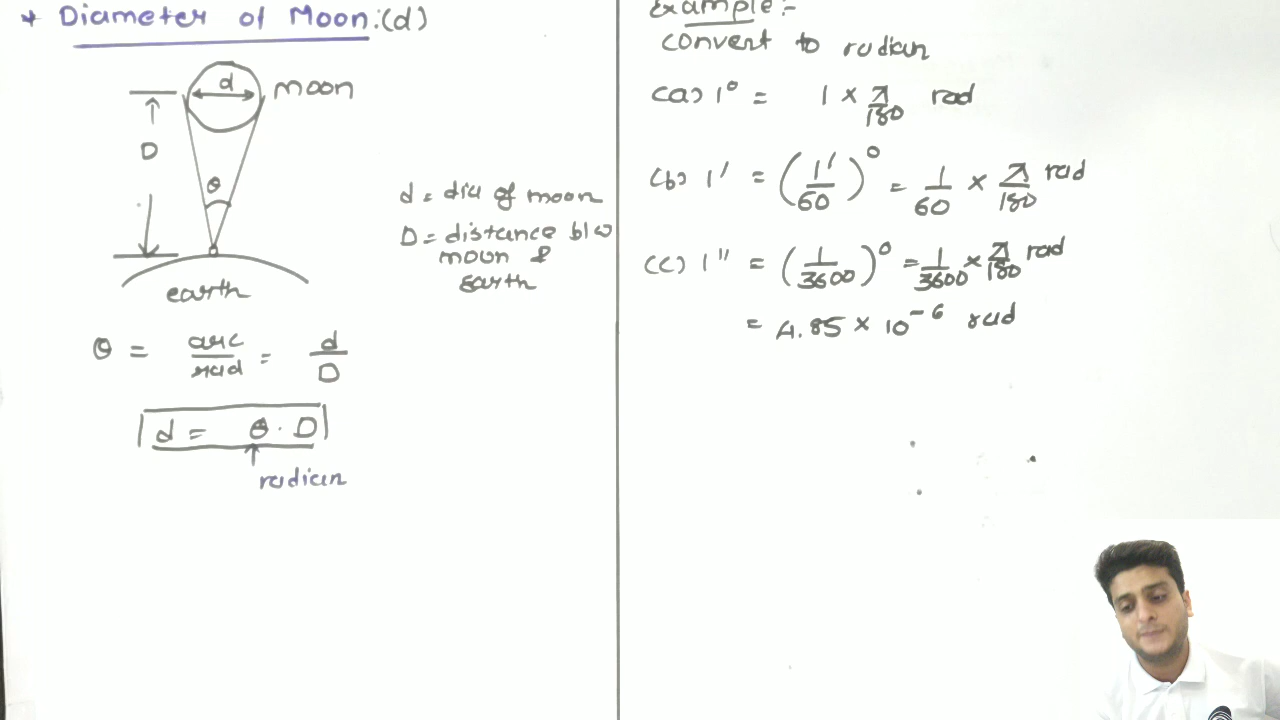 * Diameter of Moon:(d)
d
moon
D
θ
earth
d = dia of moon
D = distance b/w
moon &
earth
θ = arc/rad = d/D
d = θ. D
↑
radian
Example:-
convert to radian
(a) 1° = 1 × π/180 rad
(b) 1' = (1'/60)° = 1/60 × π/180 rad
(c) 1" = (1/3600)° = 1/3600 × π/180 rad
= 4.85 × 10⁻⁶ rad